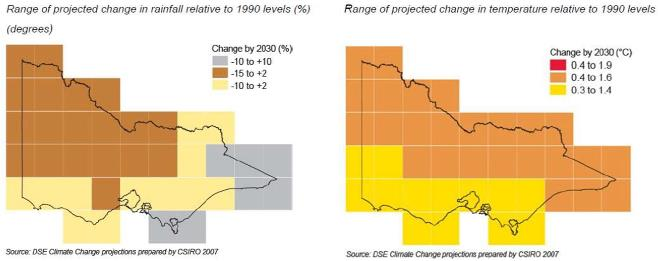 Range of projected change in rainfall relative to 1990 levels (%)
(degrees)
Change by 2030 (%)
-10 to +10
-15 to +2
-10 to +2
Source: DSE Climate Change projections prepared by CSIRO 2007
Range of projected change in temperature relative to 1990 levels
Change by 2030 (°C)
0.4 to 1.9
0.4 to 1.6
0.3 to 1.4
Source: DSE Climate Change projections prepared by CSIRO 2007